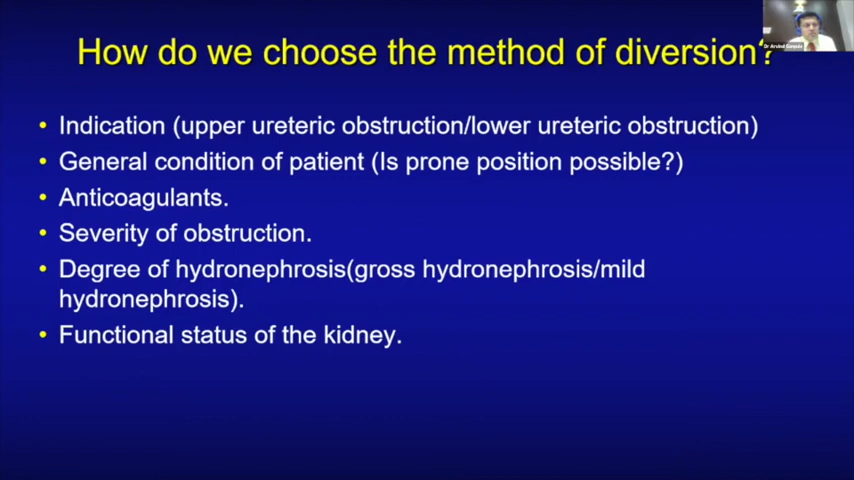 How do we choose the method of diversion?
• Indication (upper ureteric obstruction/lower ureteric obstruction)
• General condition of patient (Is prone position possible?)
• Anticoagulants.
• Severity of obstruction.
• Degree of hydronephrosis(gross hydronephrosis/mild
hydronephrosis).
• Functional status of the kidney.
Dr Arvind